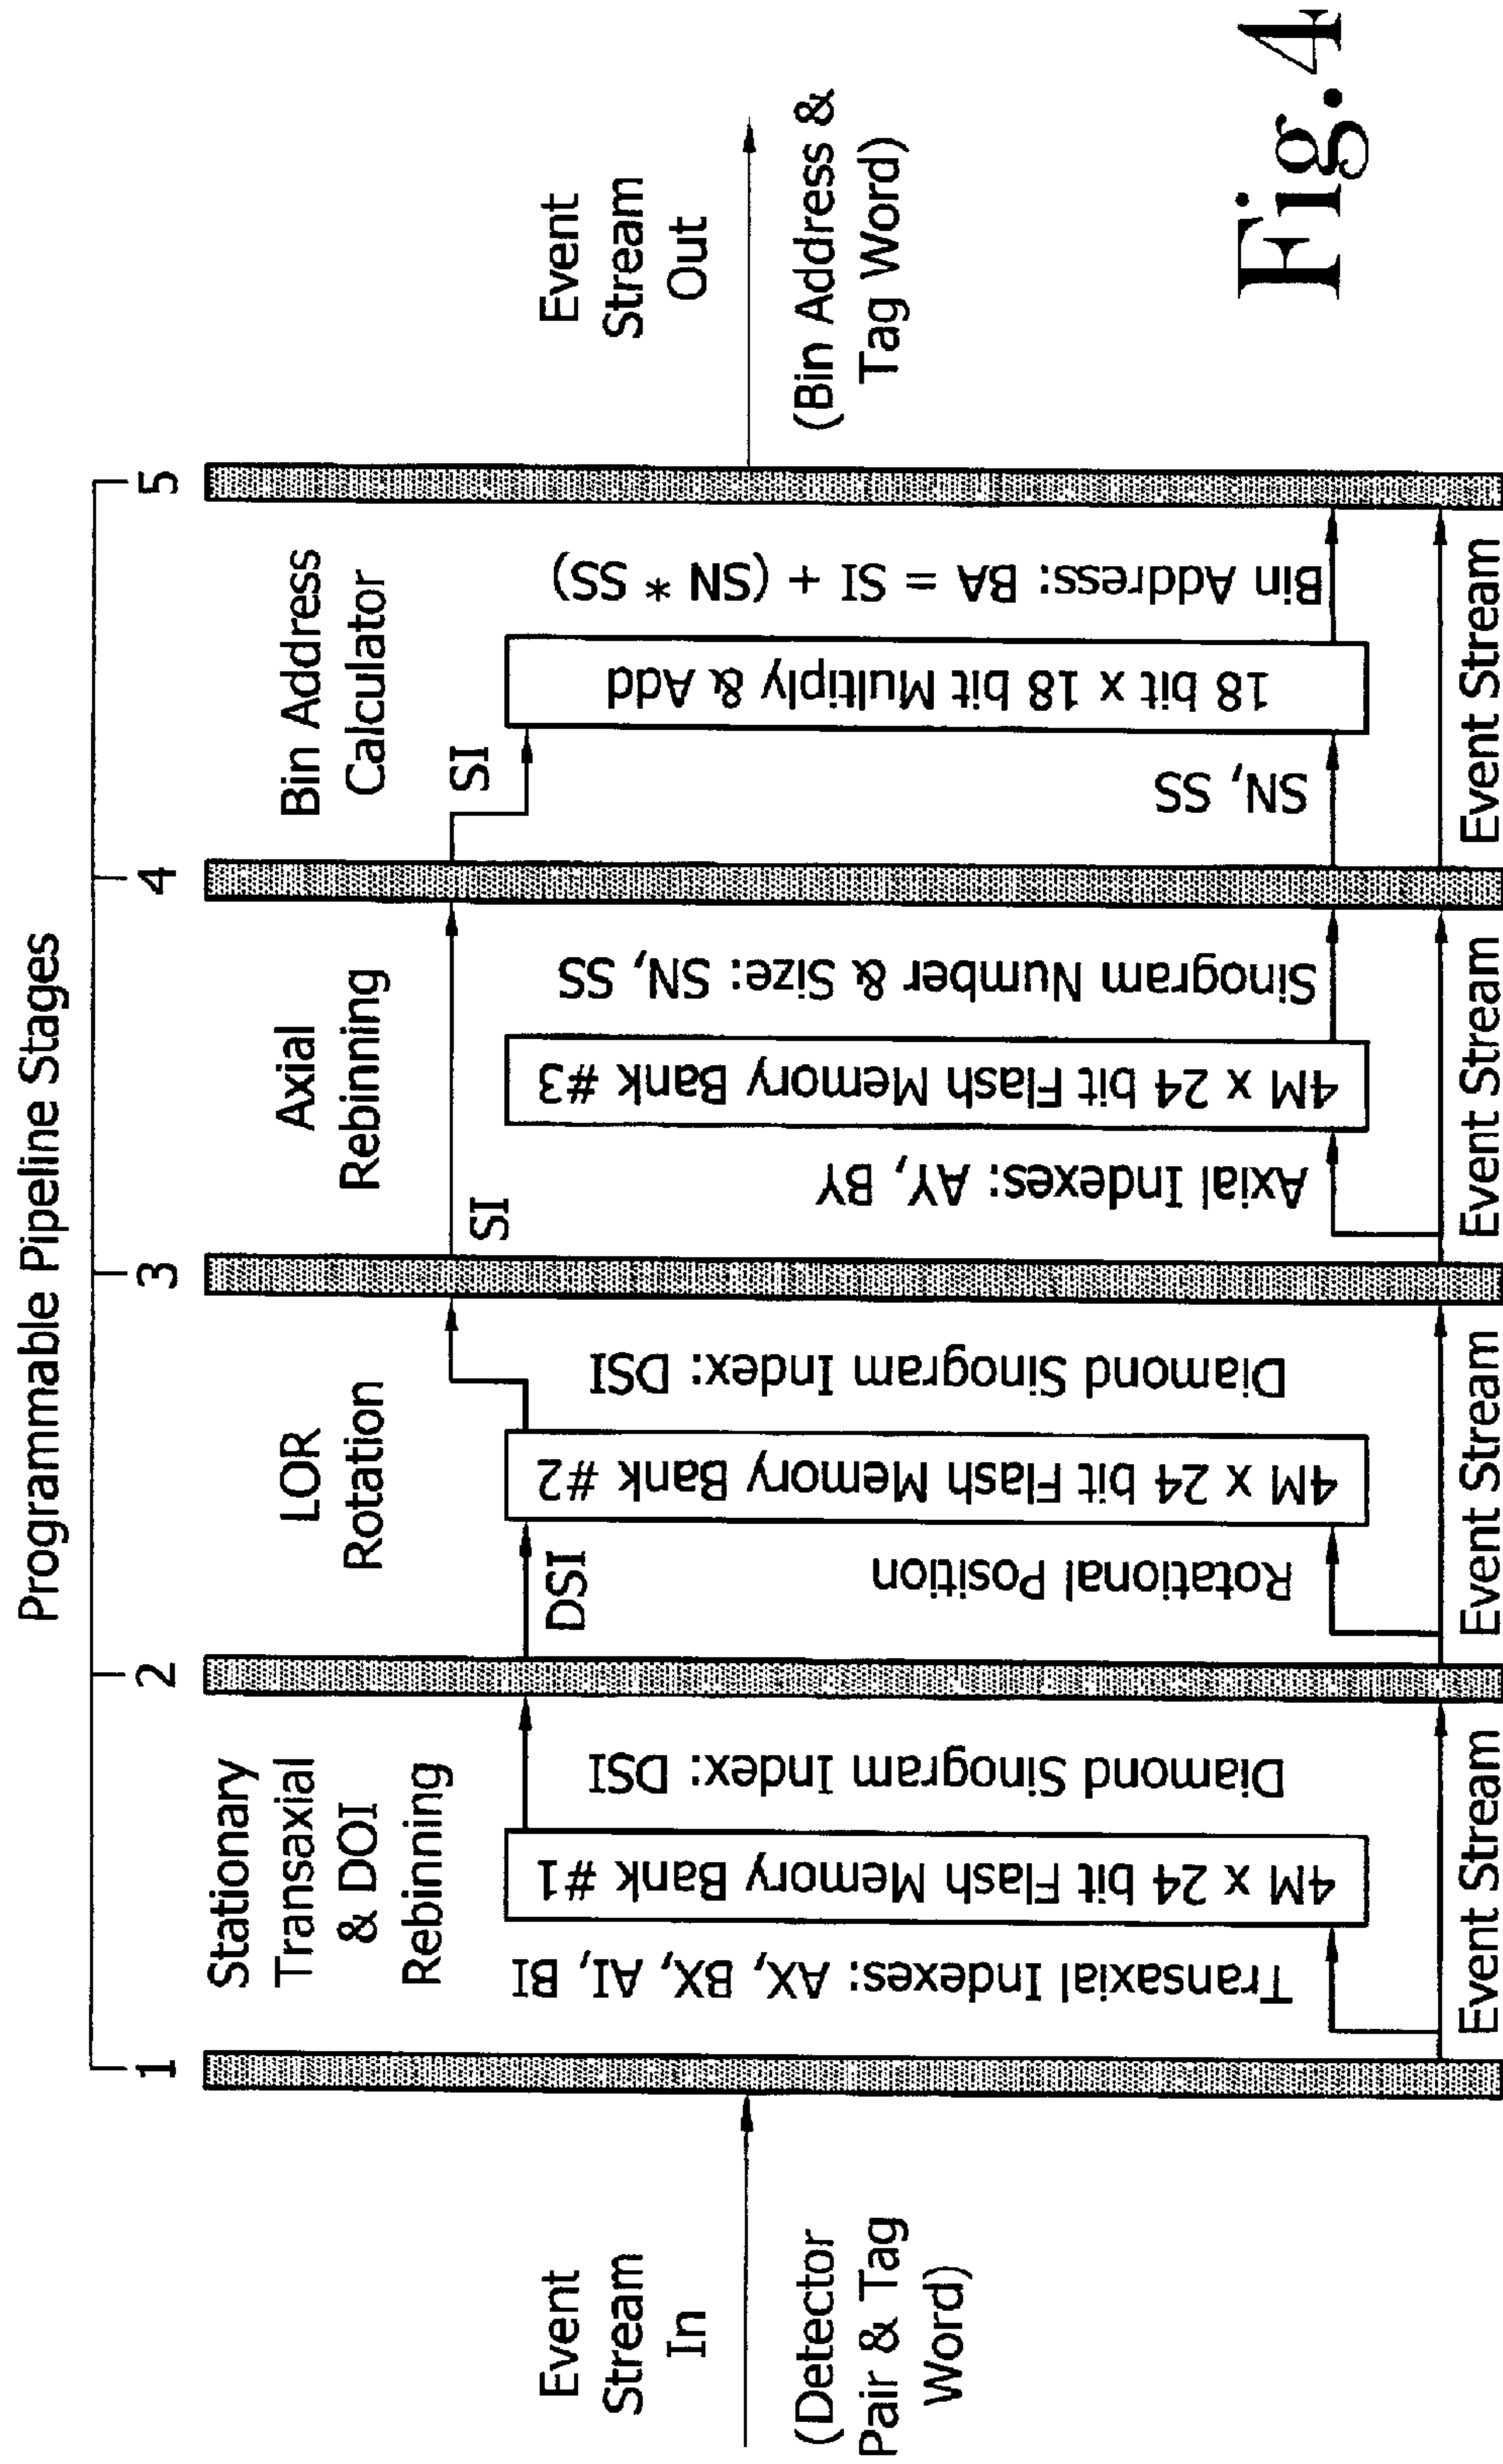 Programmable Pipeline Stages
1
2
3
4
5
Event
Stream
In
(Detector
Pair & Tag
Word)
Stationary
Transaxial
& DOI
Rebinning
Transaxial Indexes: AX, BX, AI, BI
4M x 24 bit Flash Memory Bank #1
Diamond Sinogram Index: DSI
Event Stream
LOR
Rotation
DSI
Rotational Position
4M x 24 bit Flash Memory Bank #2
Diamond Sinogram Index: DSI
Event Stream
Axial
Rebinning
SI
Axial Indexes: AY, BY
4M x 24 bit Flash Memory Bank #3
Sinogram Number & Size: SN, SS
Event Stream
Bin Address
Calculator
SI
SN, SS
18 bit x 18 bit Multiply & Add
Bin Address: BA = SI + (SN * SS)
Event Stream
Event
Stream
Out
(Bin Address &
Tag Word)
Fig.4